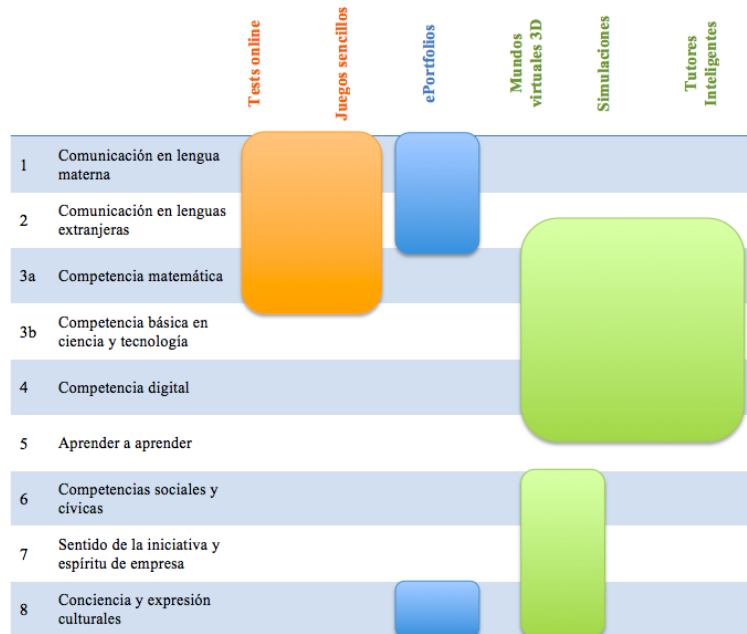 Tests online
Juegos sencillos
ePortfolios
Mundos
virtuales 3D
Simulaciones
Tutores
Inteligentes
1 Comunicación en lengua
materna
2 Comunicación en lenguas
extranjeras
3a Competencia matemática
3b Competencia básica en
ciencia y tecnología
4 Competencia digital
5 Aprender a aprender
6 Competencias sociales y
cívicas
7 Sentido de la iniciativa y
espíritu de empresa
8 Conciencia y expresión
culturales